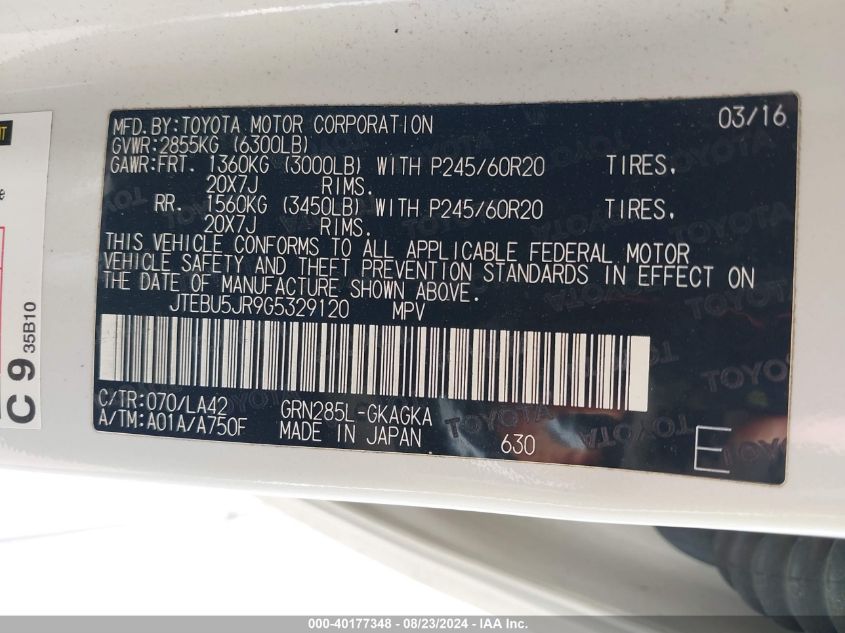 MFD.BY:TOYOTA MOTOR CORPORATION 03/16
GVWR:2855KG (6300LB)
GAWR:FRT. 1360KG (3000LB) WITH P245/60R20 TIRES.
20X7J RIMS.
RR. 1560KG (3450LB) WITH P245/60R20 TIRES.
20X7J RIMS.
THIS VEHICLE CONFORMS TO ALL APPLICABLE FEDERAL MOTOR
VEHICLE SAFETY AND THEFT PREVENTION STANDARDS IN EFFECT ON
THE DATE OF MANUFACTURE SHOWN ABOVE.
JTEBU5JR9G5329120 MPV
C/TR:070/LA42 GRN285L-GKAGKA
A/TM:A01A/A750F MADE IN JAPAN 630 E
C 9 35B10
000-40177348 - 08/23/2024 - IAA Inc.